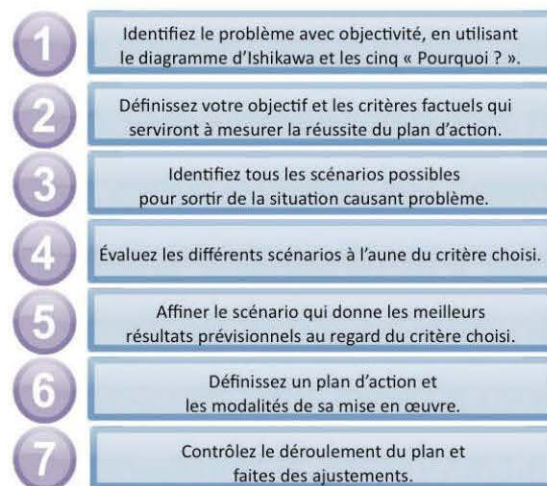 1
Identifiez le problème avec objectivité, en utilisant
le diagramme d'Ishikawa et les cinq « Pourquoi ? ».
2
Définissez votre objectif et les critères factuels qui
serviront à mesurer la réussite du plan d'action.
3
Identifiez tous les scénarios possibles
pour sortir de la situation causant problème.
4
Évaluez les différents scénarios à l'aune du critère choisi.
5
Affiner le scénario qui donne les meilleurs
résultats prévisionnels au regard du critère choisi.
6
Définissez un plan d'action et
les modalités de sa mise en œuvre.
7
Contrôlez le déroulement du plan et
faites des ajustements.